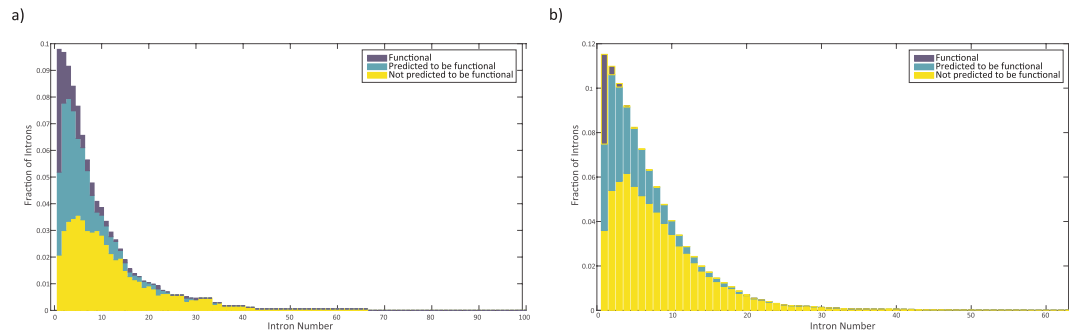 a)
0.1
0.09
0.08
0.07
0.06
0.05
0.04
0.03
0.02
0.01
0
Fraction of Introns
Functional
Predicted to be functional
Not predicted to be functional
0 10 20 30 40 50 60 70 80 90 100
Intron Number
b)
0.12
0.1
0.08
0.06
0.04
0.02
0
Fraction of Introns
Functional
Predicted to be functional
Not predicted to be functional
0 10 20 30 40 50 60
Intron Number